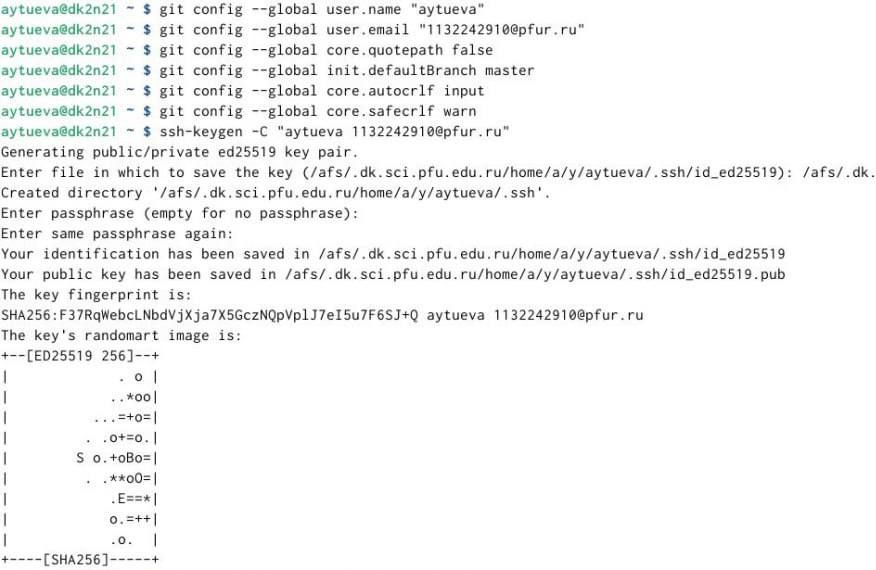 aytueva@dk2n21 ~ $ git config --global user.name "aytueva"
aytueva@dk2n21 ~ $ git config --global user.email "11322242910@pfur.ru"
aytueva@dk2n21 ~ $ git config --global core.quotepath false
aytueva@dk2n21 ~ $ git config --global init.defaultBranch master
aytueva@dk2n21 ~ $ git config --global core.autocrlf input
aytueva@dk2n21 ~ $ git config --global core.safecrlf warn
aytueva@dk2n21 ~ $ ssh-keygen -C "aytueva 1132242910@pfur.ru"
Generating public/private ed25519 key pair.
Enter file in which to save the key (/afs/.dk.sci.pfu.edu.ru/home/a/y/aytueva/.ssh/id_ed25519): /afs/.dk.
Created directory '/afs/.dk.sci.pfu.edu.ru/home/a/y/aytueva/.ssh'.
Enter passphrase (empty for no passphrase):
Enter same passphrase again:
Your identification has been saved in /afs/.dk.sci.pfu.edu.ru/home/a/y/aytueva/.ssh/id_ed25519
Your public key has been saved in /afs/.dk.sci.pfu.edu.ru/home/a/y/aytueva/.ssh/id_ed25519.pub
The key fingerprint is:
SHA256:F37RqWebcLNbdVjXja7X5GczNQpVplJ7eI5u7F6SJ+Q aytueva 1132242910@pfur.ru
The key's randomart image is:
+--[ED25519 256]--+
|             . o |
|            ..*oo|
|          ...=+o=|
|         . .o+=o.|
|        S o.+oBo=|
|         . .**oO=|
|            .E==*|
|            o.=++|
|            .o.  |
+----[SHA256]-----+